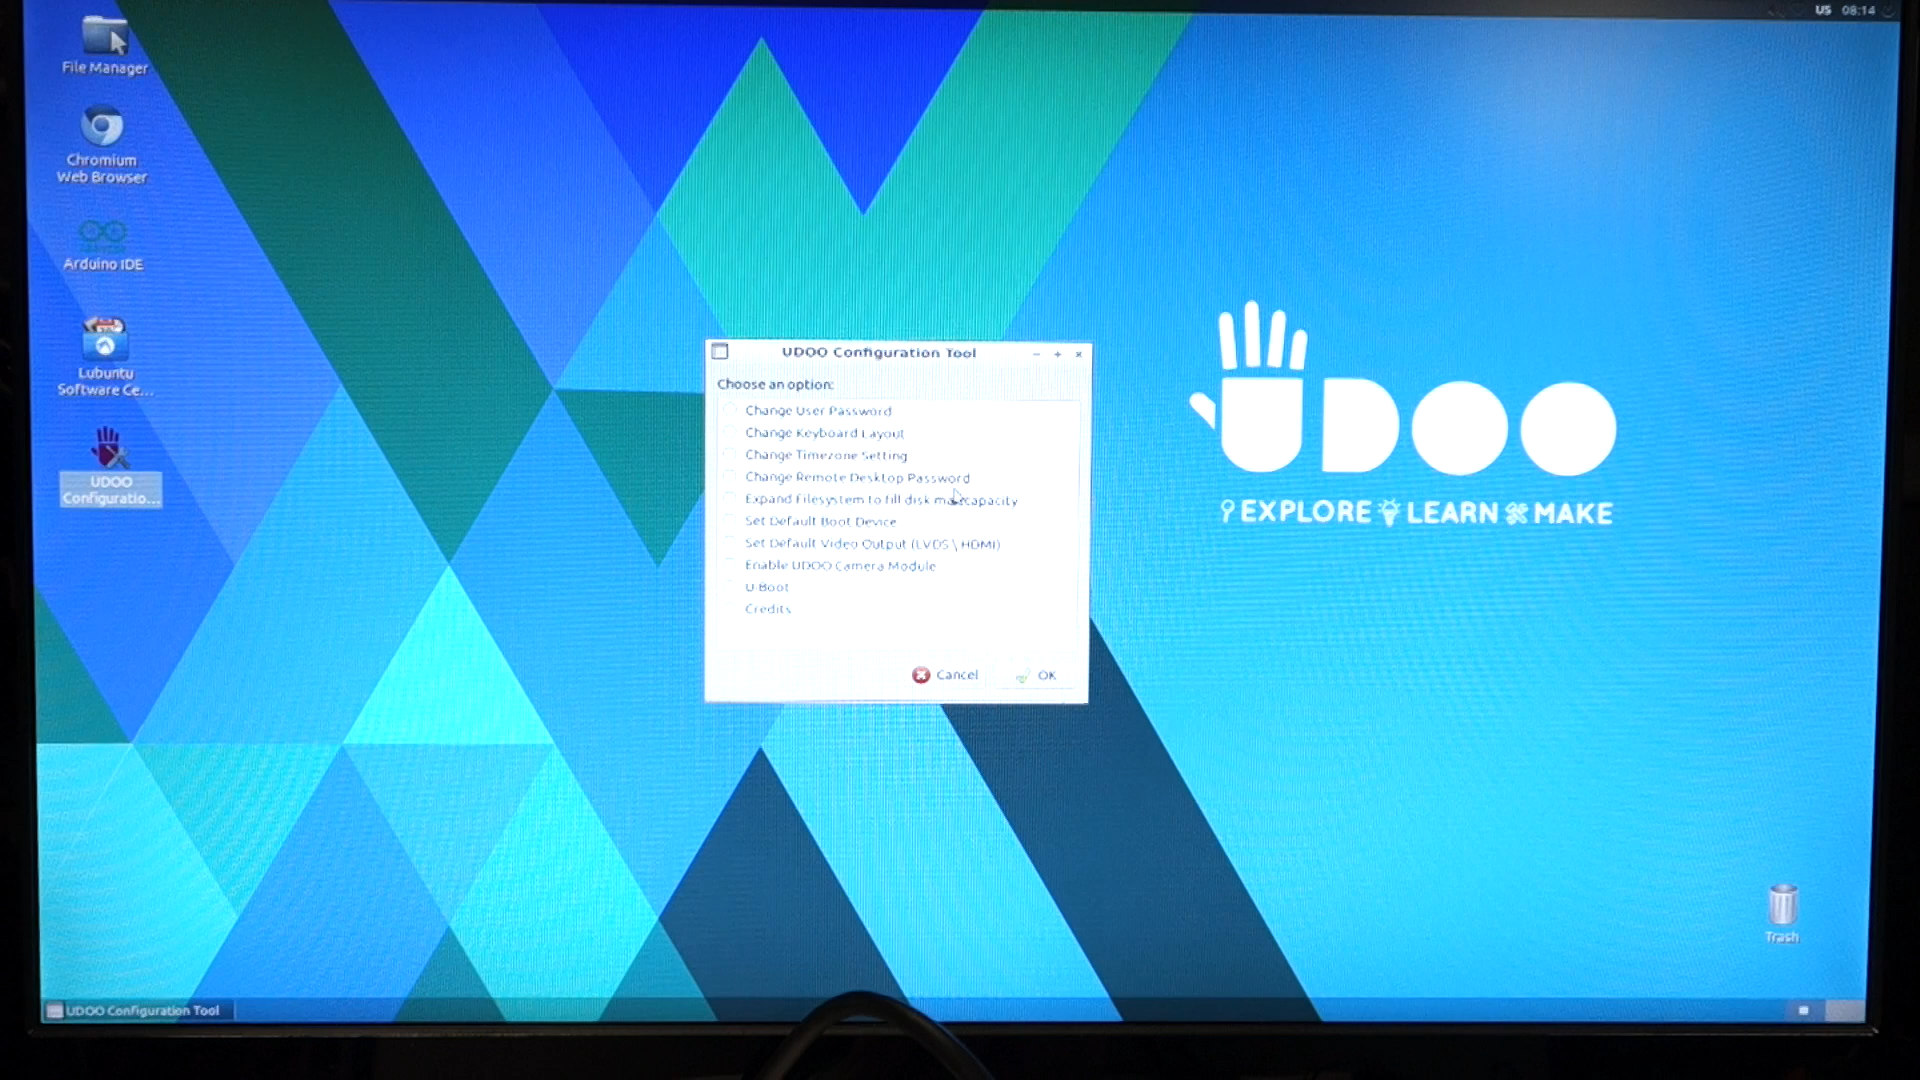 US 08:14
File Manager
Chromium
Web Browser
Arduino IDE
Lubuntu
Software Ce...
UDOO
Configuratio...
UDOO Configuration Tool
Choose an option:
Change User Password
Change Keyboard Layout
Change Timezone Setting
Change Remote Desktop Password
Expand Filesystem to fill disk max capacity
Set Default Boot Device
Set Default Video Output (LVDS \ HDMI)
Enable UDOO Camera Module
U-Boot
Credits
Cancel
OK
UDOO
EXPLORE LEARN MAKE
Trash
UDOO Configuration Tool